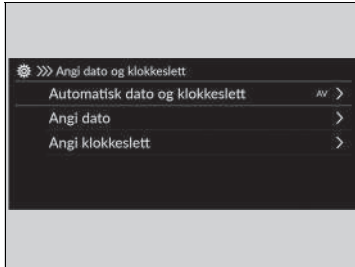 >>> Angi dato og klokkeslett
Automatisk dato og klokkeslett AV >
Angi dato >
Angi klokkeslett >